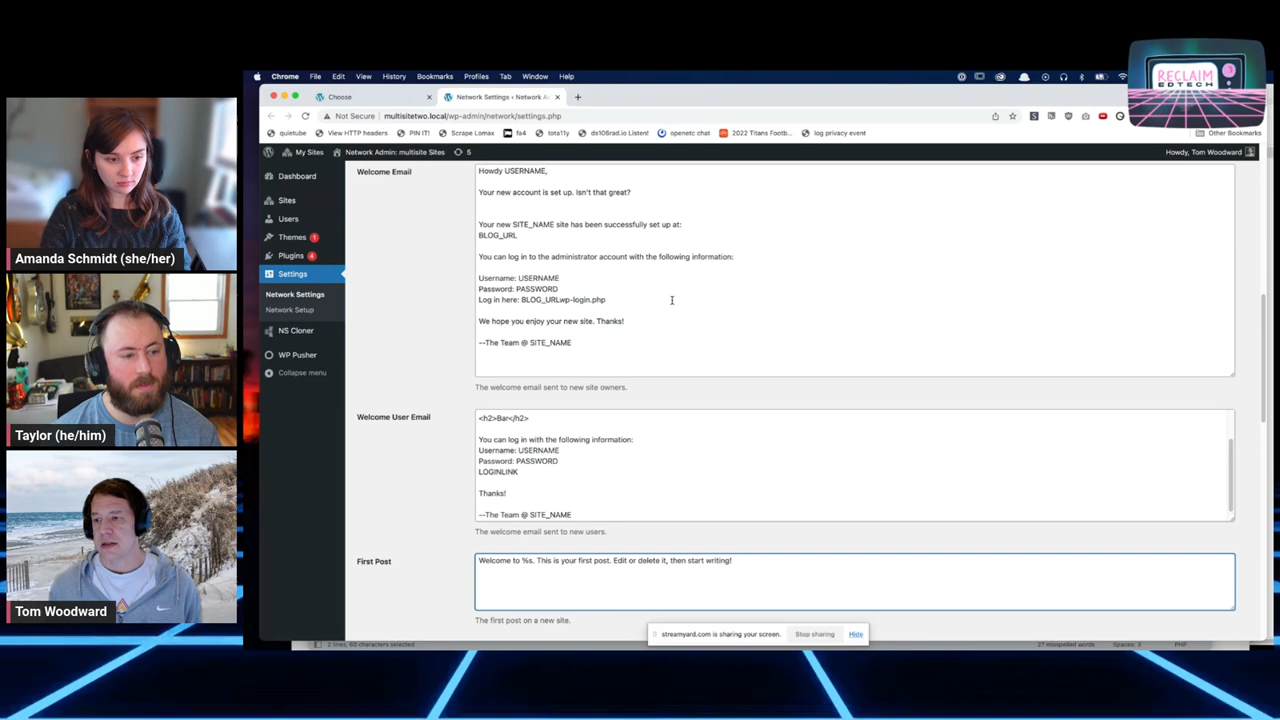 RECLAIM
EDTECH
Chrome File Edit View History Bookmarks Profiles Tab Window Help
Choose
Network Settings ‹ Network A
Not Secure multisitetwo.local/wp-admin/network/settings.php
quietube View HTTP headers PIN IT! Scrape Lomax fa4 tota11y ds106rad.io Listen! openetc chat 2022 Titans Footb... log privacy event Other Bookmarks
My Sites Network Admin: multisite Sites 5 Howdy, Tom Woodward
Dashboard
Sites
Users
Themes 1
Plugins 4
Settings
Network Settings
Network Setup
NS Cloner
WP Pusher
Collapse menu
Welcome Email
Howdy USERNAME,
Your new account is set up. Isn't that great?
Your new SITE_NAME site has been successfully set up at:
BLOG_URL
You can log in to the administrator account with the following information:
Username: USERNAME
Password: PASSWORD
Log in here: BLOG_URLwp-login.php
We hope you enjoy your new site. Thanks!
--The Team @ SITE_NAME
The welcome email sent to new site owners.
Welcome User Email
<h2>Bar</h2>
You can log in with the following information:
Username: USERNAME
Password: PASSWORD
LOGINLINK
Thanks!
--The Team @ SITE_NAME
The welcome email sent to new users.
First Post
Welcome to %s. This is your first post. Edit or delete it, then start writing!
The first post on a new site.
streamyard.com is sharing your screen. Stop sharing Hide
2 lines, 60 characters selected
27 misspelled words Spaces: 3 PHP
Amanda Schmidt (she/her)
Taylor (he/him)
Tom Woodward